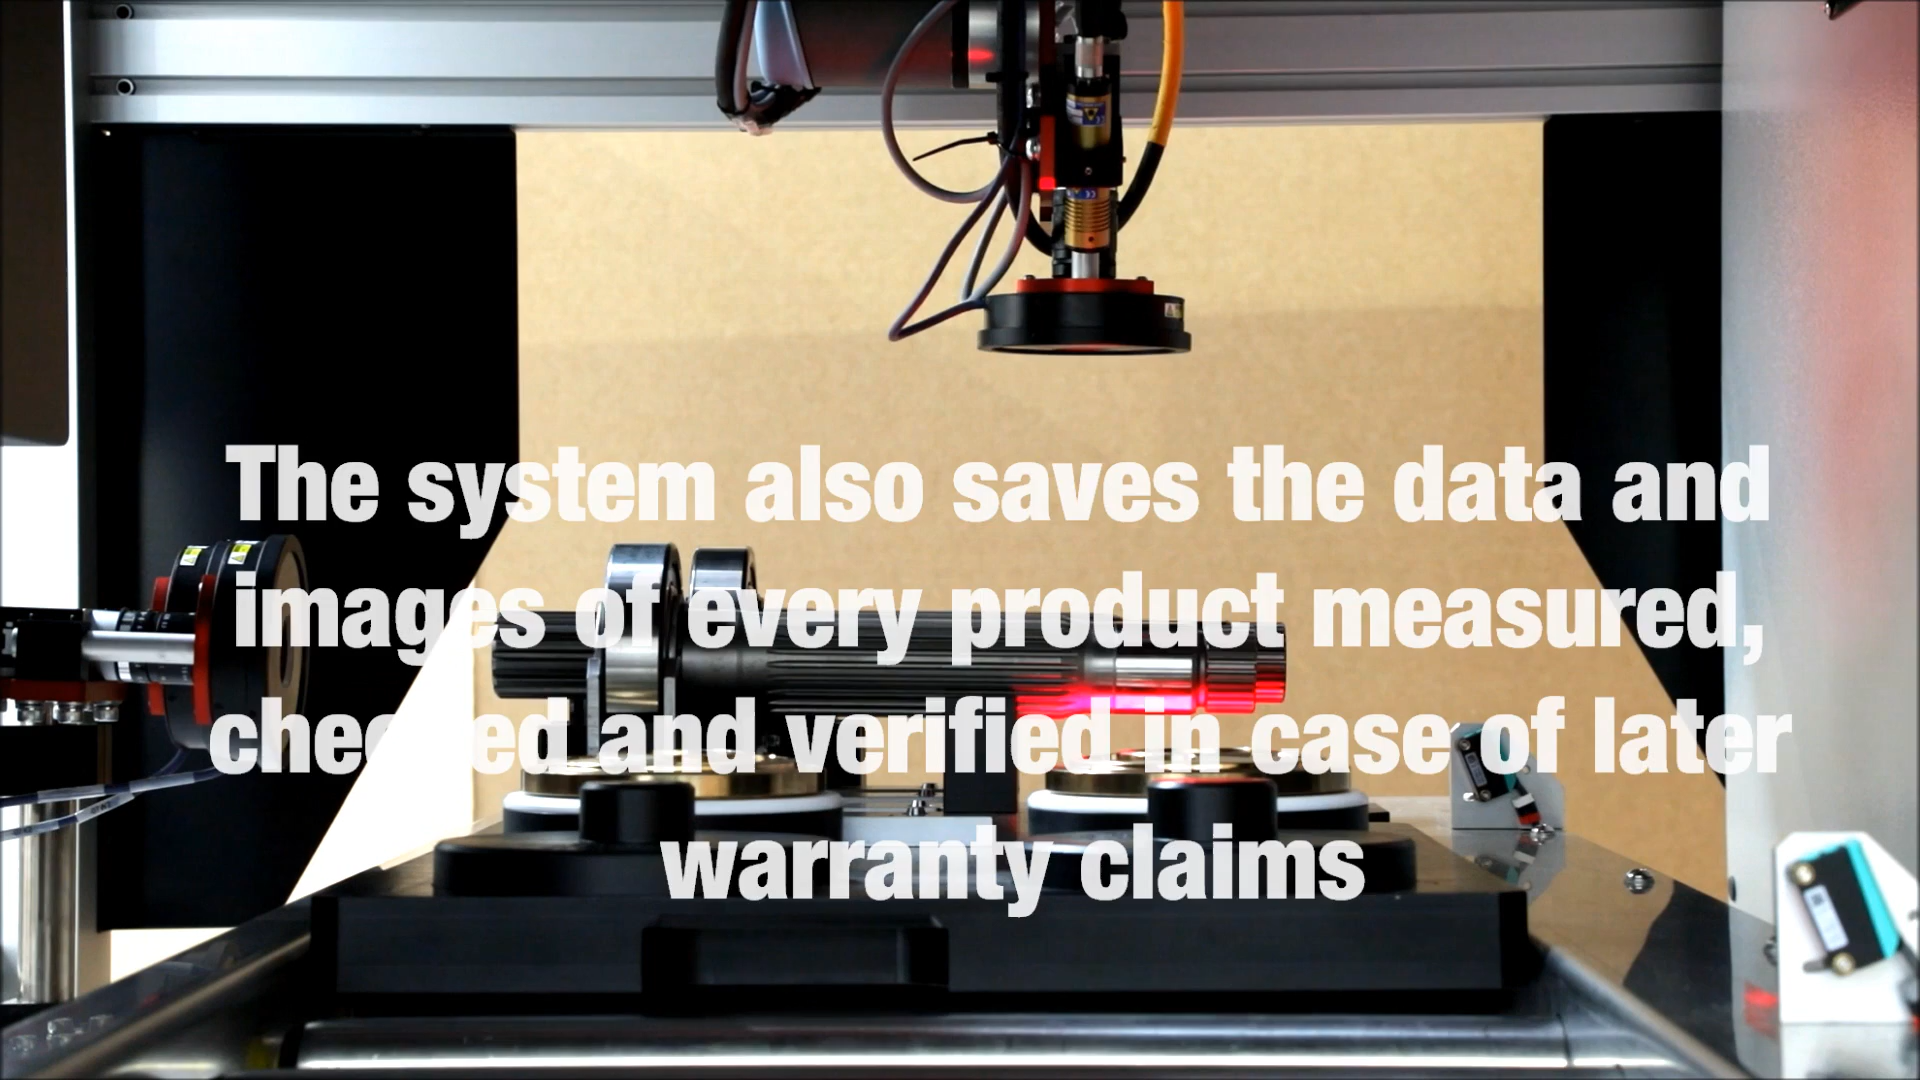 The system also saves the data and
images of every product measured,
checked and verified in case of later
warranty claims